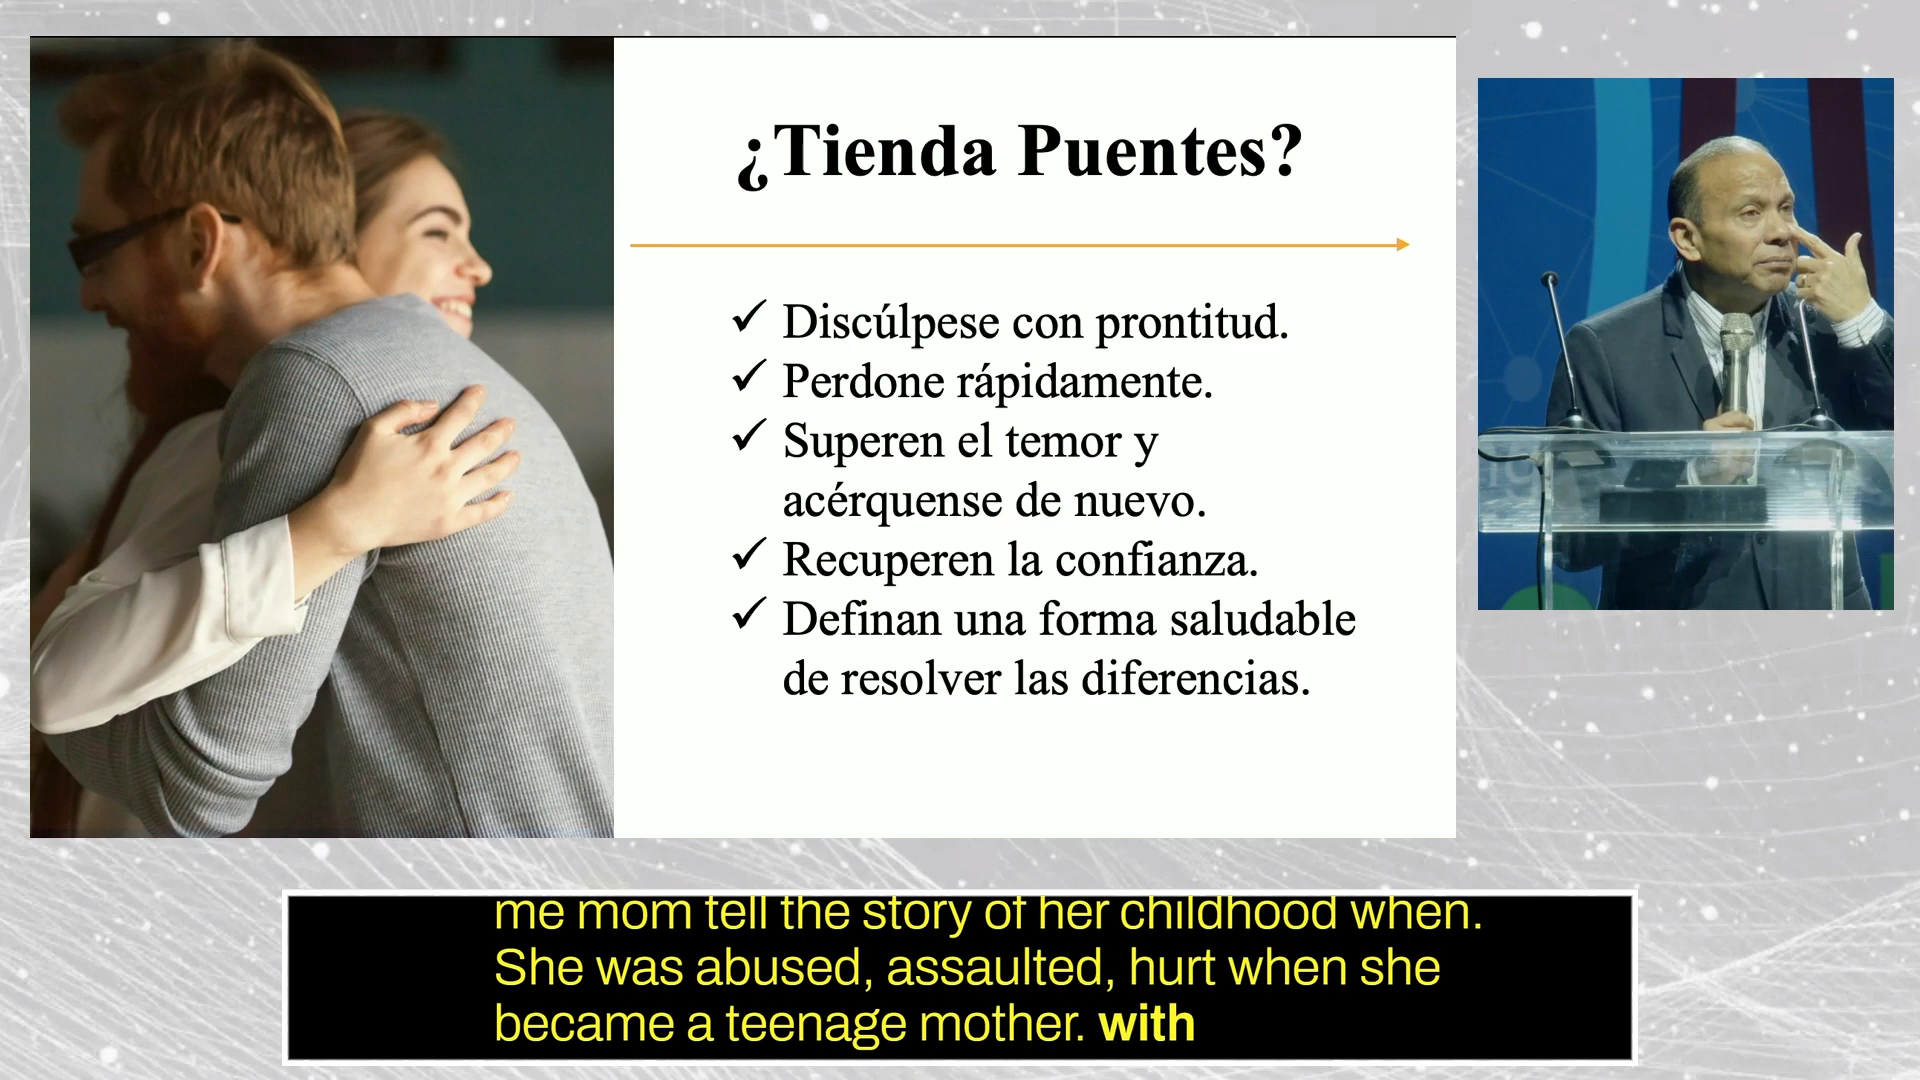 ¿Tienda Puentes?
✓ Discúlpese con prontitud.
✓ Perdone rápidamente.
✓ Superen el temor y
acérquense de nuevo.
✓ Recuperen la confianza.
✓ Definan una forma saludable
de resolver las diferencias.
me mom tell the story of her childhood when.
She was abused, assaulted, hurt when she
became a teenage mother. with